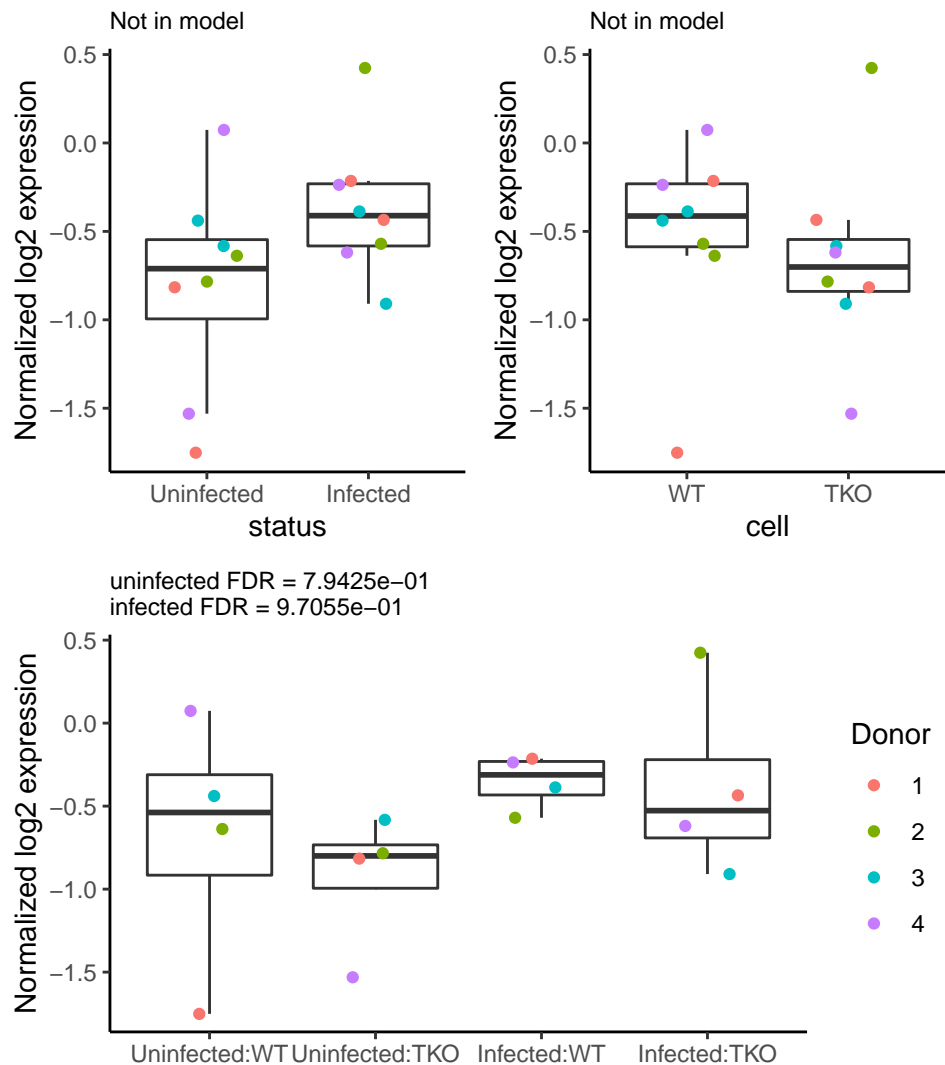 Not in model
Normalized log2 expression
0.5
0.0
−0.5
−1.0
−1.5
Uninfected Infected
status
Not in model
Normalized log2 expression
0.5
0.0
−0.5
−1.0
−1.5
WT TKO
cell
uninfected FDR = 7.9425e−01
infected FDR = 9.7055e−01
Normalized log2 expression
0.5
0.0
−0.5
−1.0
−1.5
Uninfected:WT Uninfected:TKO Infected:WT Infected:TKO
Donor
1
2
3
4